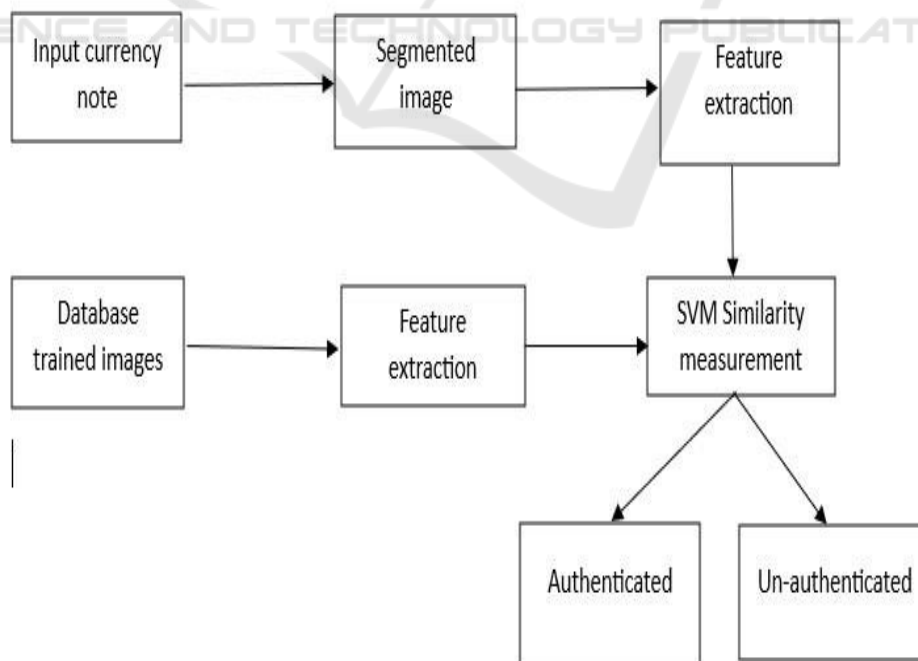 ENCE AND TECHNOLOGY PUBLICAT
Input currency
note
Segmented
image
Feature
extraction
Database
trained images
Feature
extraction
SVM Similarity
measurement
Authenticated
Un-authenticated